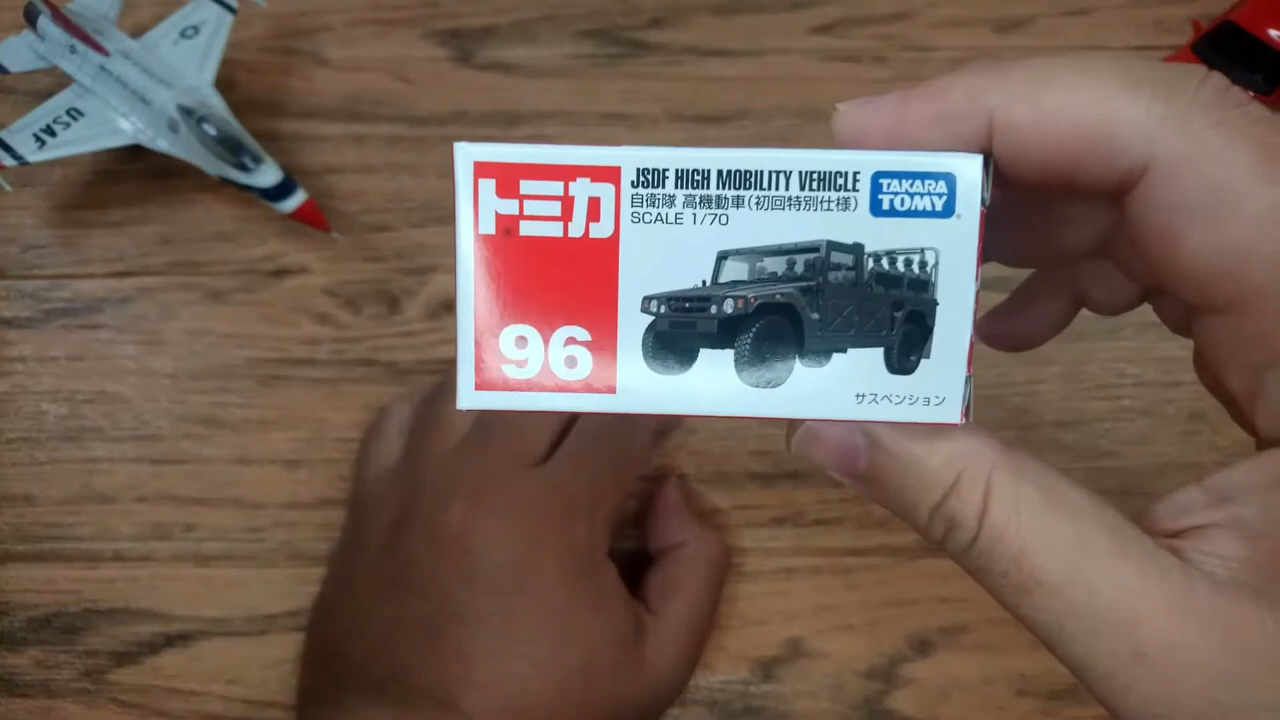 USAF
トミカ
96
JSDF HIGH MOBILITY VEHICLE
自衛隊 高機動車(初回特別仕様)
SCALE 1/70
TAKARA
TOMY
サスペンション